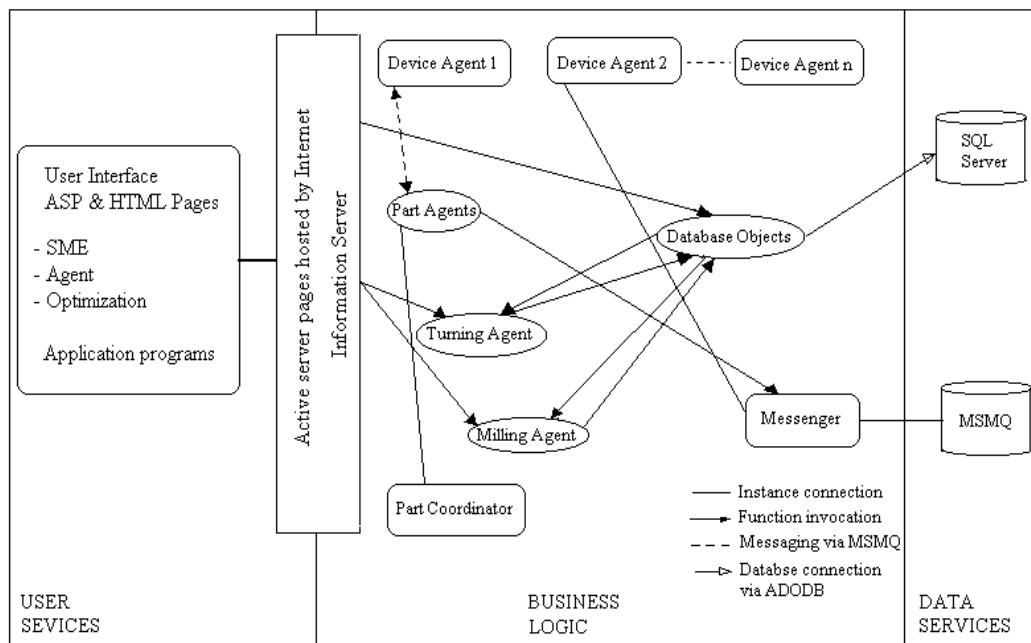 User Interface
ASP & HTML Pages
- SME
- Agent
- Optimization
Application programs
Active server pages hosted by Internet
Information Server
Device Agent 1
Device Agent 2
Device Agent n
Part Agents
Database Objects
Turning Agent
Milling Agent
Part Coordinator
Messenger
SQL
Server
MSMQ
Instance connection
Function invocation
Messaging via MSMQ
Databse connection
via ADODB
USER
SEVICES
BUSINESS
LOGIC
DATA
SERVICES